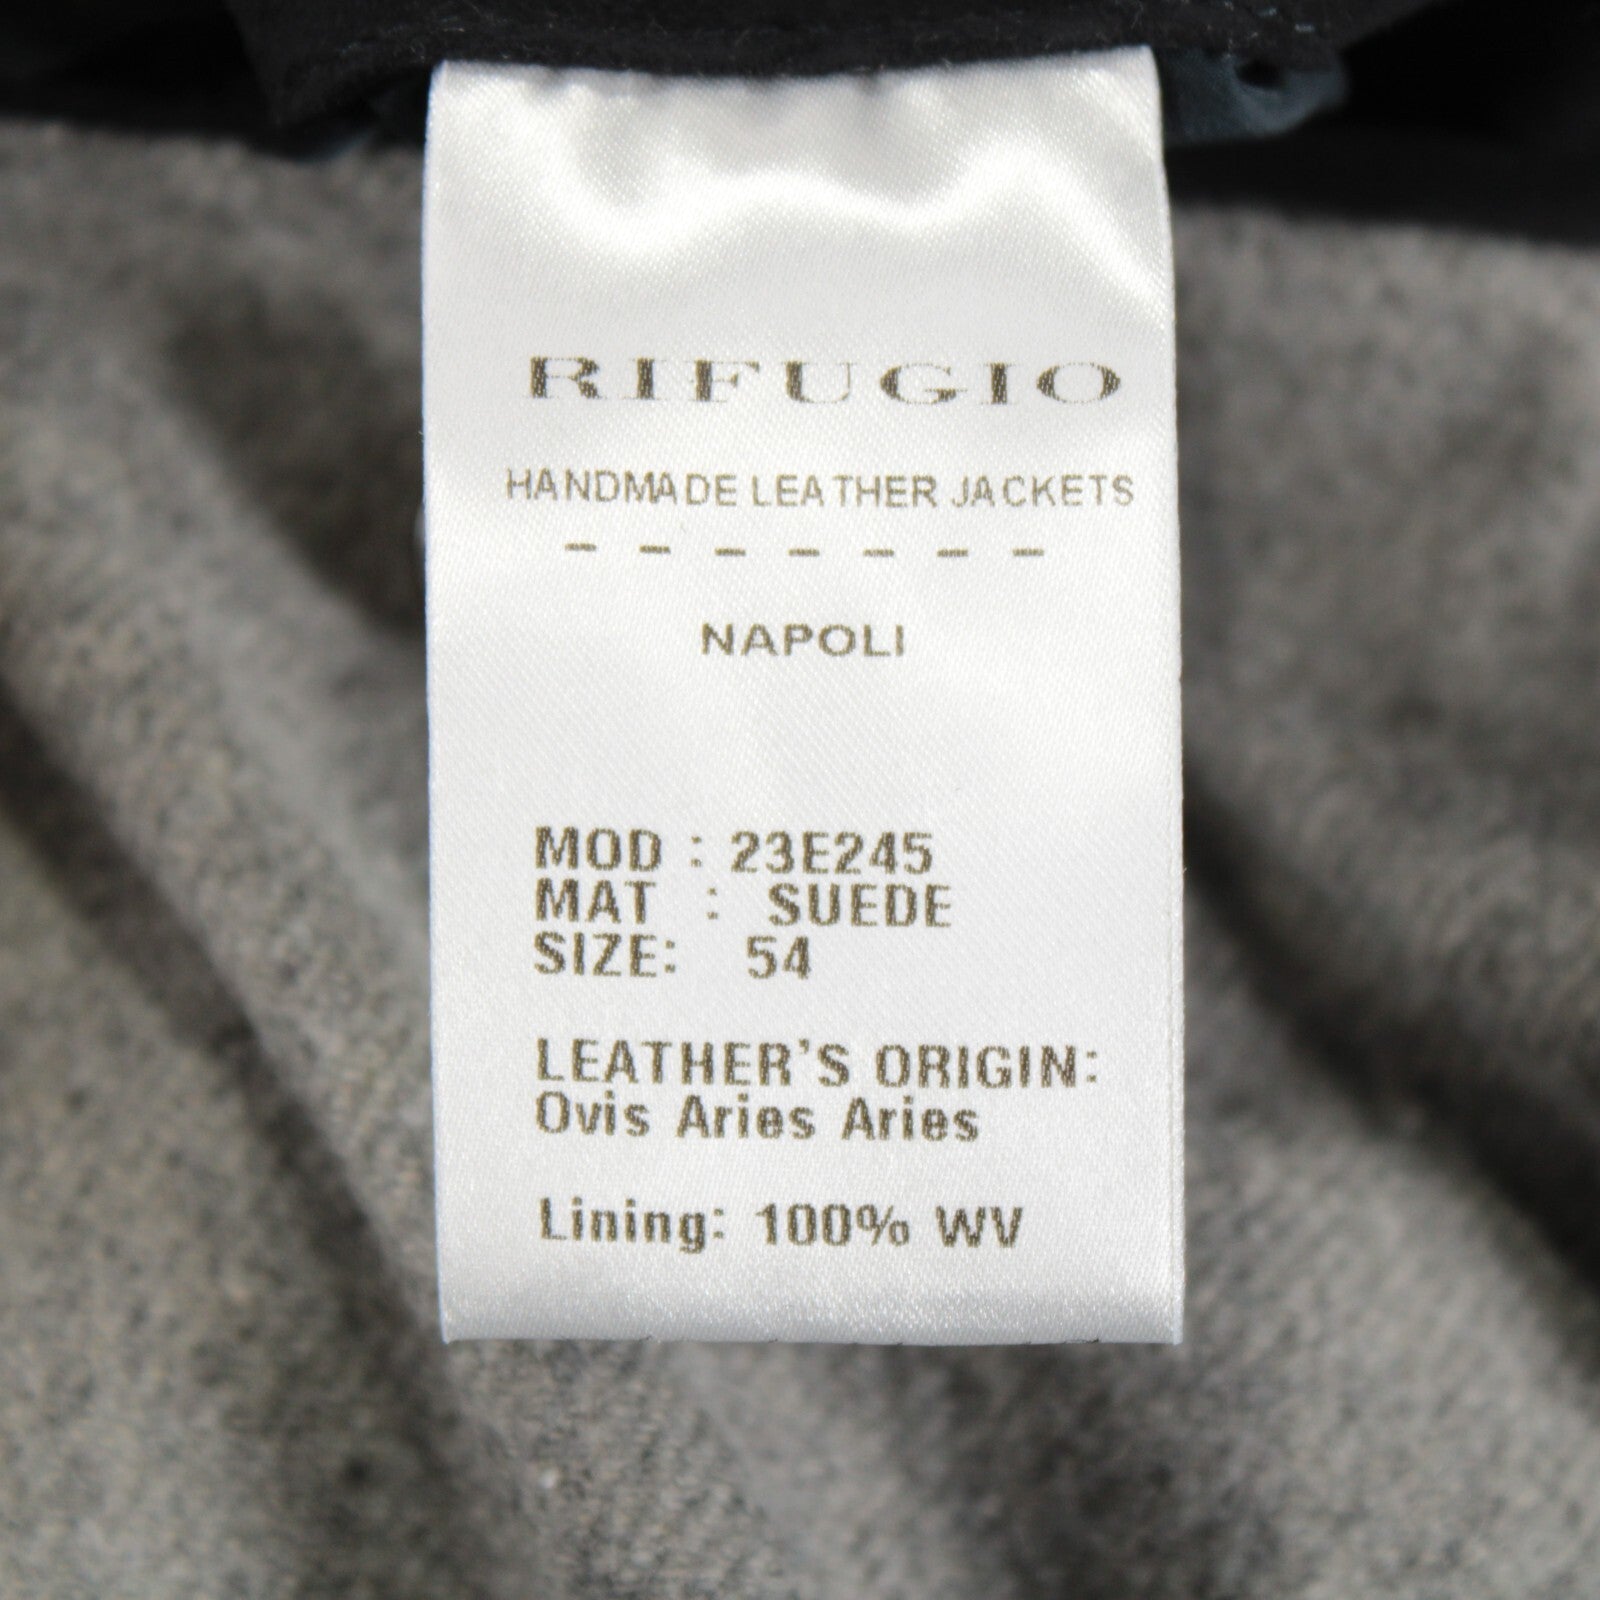 RIFUGIO
HANDMADE LEATHER JACKETS
- - - - - - -
NAPOLI
MOD : 23E245
MAT : SUEDE
SIZE: 54
LEATHER'S ORIGIN:
Ovis Aries Aries
Lining: 100% WV